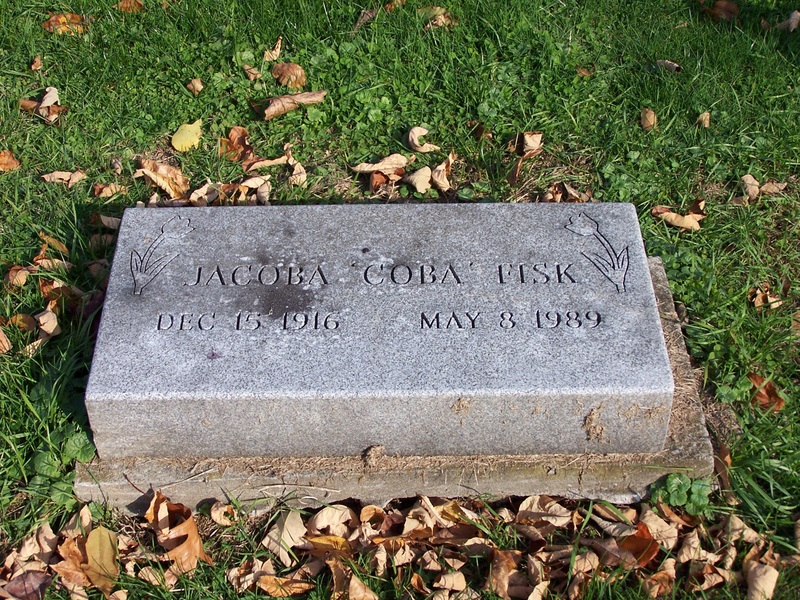 JACOBA "COBA" FISK
DEC 15 1916 MAY 8 1989